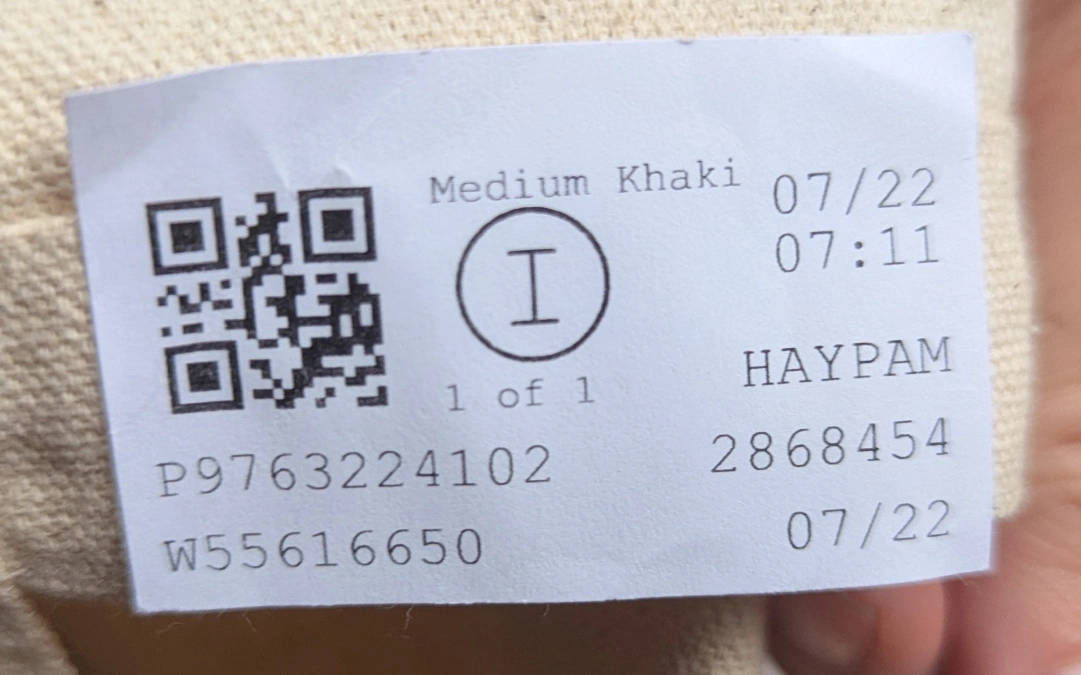 Medium Khaki
I
1 of 1
07/22
07:11
HAYPAM
2868454
07/22
P9763224102
W55616650